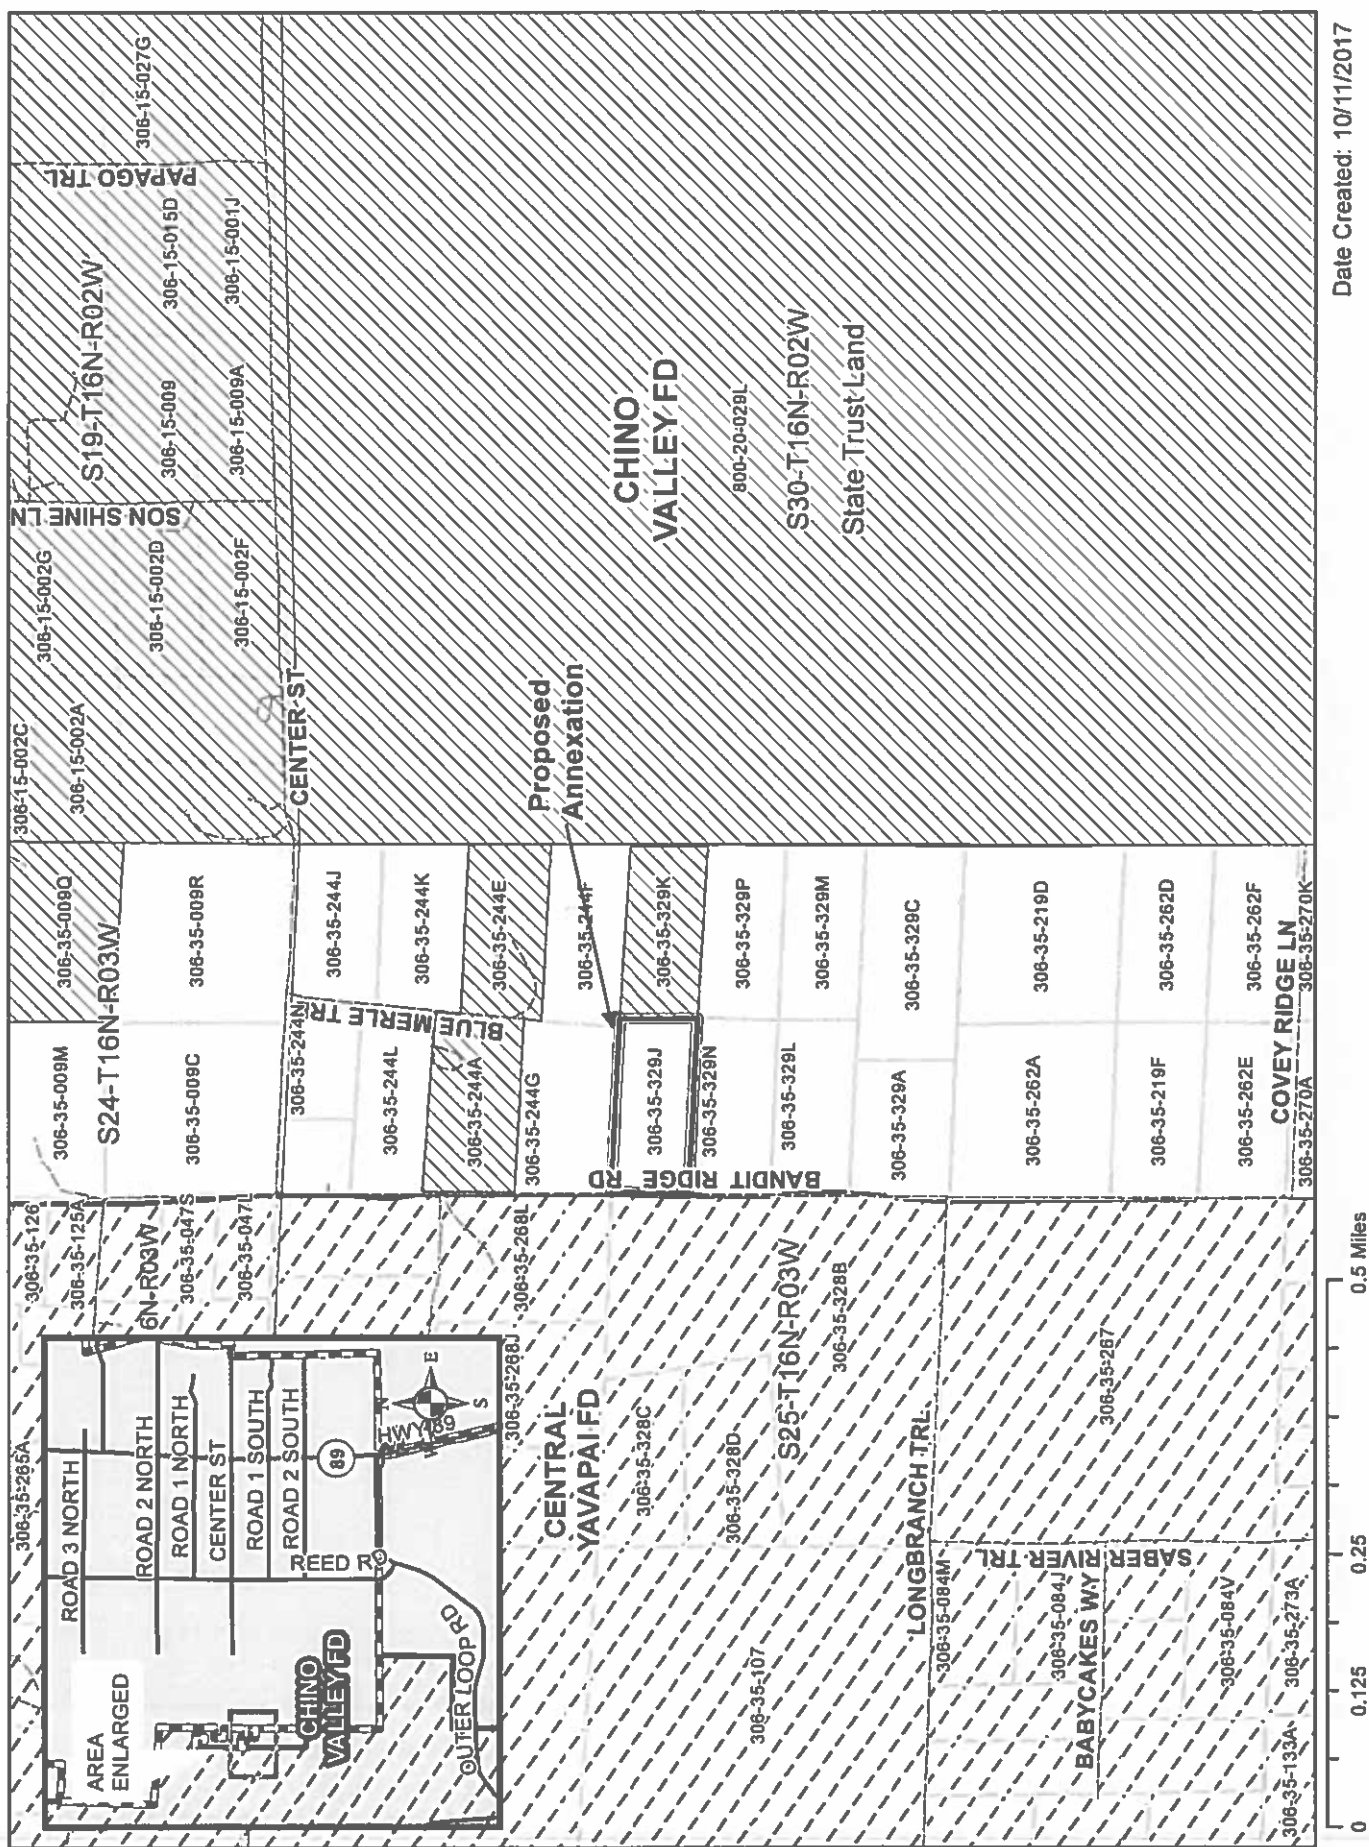 306-35-265A
306-35-126
306-35-009M
306-35-009Q
306-15-002C
306-15-002G
306-15-027G
306-35-125A
S24-T16N-R03W
306-15-002A
SON SHINE LN
S19-T16N-R02W
PAPAGO TRL
6N-R03W
306-35-047S
306-35-009C
306-35-009R
306-15-002D
306-15-009
306-15-015D
306-35-047L
306-15-002F
306-15-009A
306-15-001J
306-35-244N
306-35-244J
CENTER ST
BLUE MERLE TRL
306-35-244L
306-35-244K
306-35-244A
306-35-244E
306-35-268L
306-35-268J
306-35-244G
306-35-244F
Proposed
Annexation
CENTRAL
YAVAPAI FD
BANDIT RIDGE RD
CHINO
VALLEY FD
306-35-328C
306-35-329J
306-35-329K
306-35-328D
306-35-329N
306-35-329P
800-20-029L
306-35-107
S25-T16N-R03W
306-35-329L
306-35-329M
S30-T16N-R02W
306-35-328B
State Trust Land
306-35-329A
306-35-329C
LONGBRANCH TRL
306-35-084M
SABER RIVER TRL
306-35-262A
306-35-219D
306-35-084J
BABYCAKES WY
306-35-267
306-35-219F
306-35-262D
306-35-084V
306-35-262E
306-35-262F
COVEY RIDGE LN
306-35-133A
306-35-273A
306-35-270A
306-35-270K
AREA
ENLARGED
ROAD 3 NORTH
ROAD 2 NORTH
ROAD 1 NORTH
CENTER ST
ROAD 1 SOUTH
ROAD 2 SOUTH
89
REED RD
HWY 89
CHINO
VALLEY FD
OUTER LOOP RD
N
E
S
W
0
0.125
0.25
0.5 Miles
Date Created: 10/11/2017